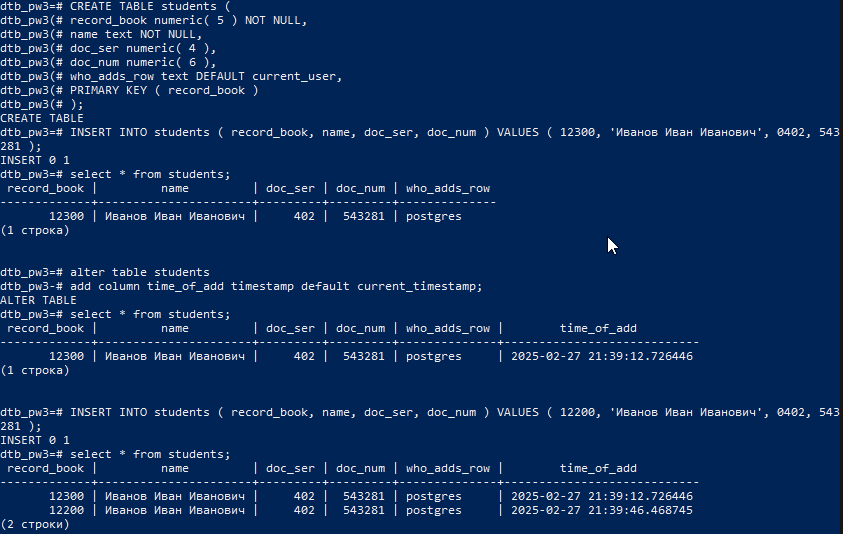 dtb_pw3=# CREATE TABLE students (
dtb_pw3(# record_book numeric( 5 ) NOT NULL,
dtb_pw3(# name text NOT NULL,
dtb_pw3(# doc_ser numeric( 4 ),
dtb_pw3(# doc_num numeric( 6 ),
dtb_pw3(# who_adds_row text DEFAULT current_user,
dtb_pw3(# PRIMARY KEY ( record_book )
dtb_pw3(# );
CREATE TABLE
dtb_pw3=# INSERT INTO students ( record_book, name, doc_ser, doc_num ) VALUES ( 12300, 'Иванов Иван Иванович', 0402, 543
281 );
INSERT 0 1
dtb_pw3=# select * from students;
 record_book |         name         | doc_ser | doc_num | who_adds_row
-------------+----------------------+---------+---------+--------------
       12300 | Иванов Иван Иванович |     402 |  543281 | postgres
(1 строка)
dtb_pw3=# alter table students
dtb_pw3-# add column time_of_add timestamp default current_timestamp;
ALTER TABLE
dtb_pw3=# select * from students;
 record_book |         name         | doc_ser | doc_num | who_adds_row |        time_of_add
-------------+----------------------+---------+---------+--------------+----------------------------
       12300 | Иванов Иван Иванович |     402 |  543281 | postgres     | 2025-02-27 21:39:12.726446
(1 строка)
dtb_pw3=# INSERT INTO students ( record_book, name, doc_ser, doc_num ) VALUES ( 12200, 'Иванов Иван Иванович', 0402, 543
281 );
INSERT 0 1
dtb_pw3=# select * from students;
 record_book |         name         | doc_ser | doc_num | who_adds_row |        time_of_add
-------------+----------------------+---------+---------+--------------+----------------------------
       12300 | Иванов Иван Иванович |     402 |  543281 | postgres     | 2025-02-27 21:39:12.726446
       12200 | Иванов Иван Иванович |     402 |  543281 | postgres     | 2025-02-27 21:39:46.468745
(2 строки)